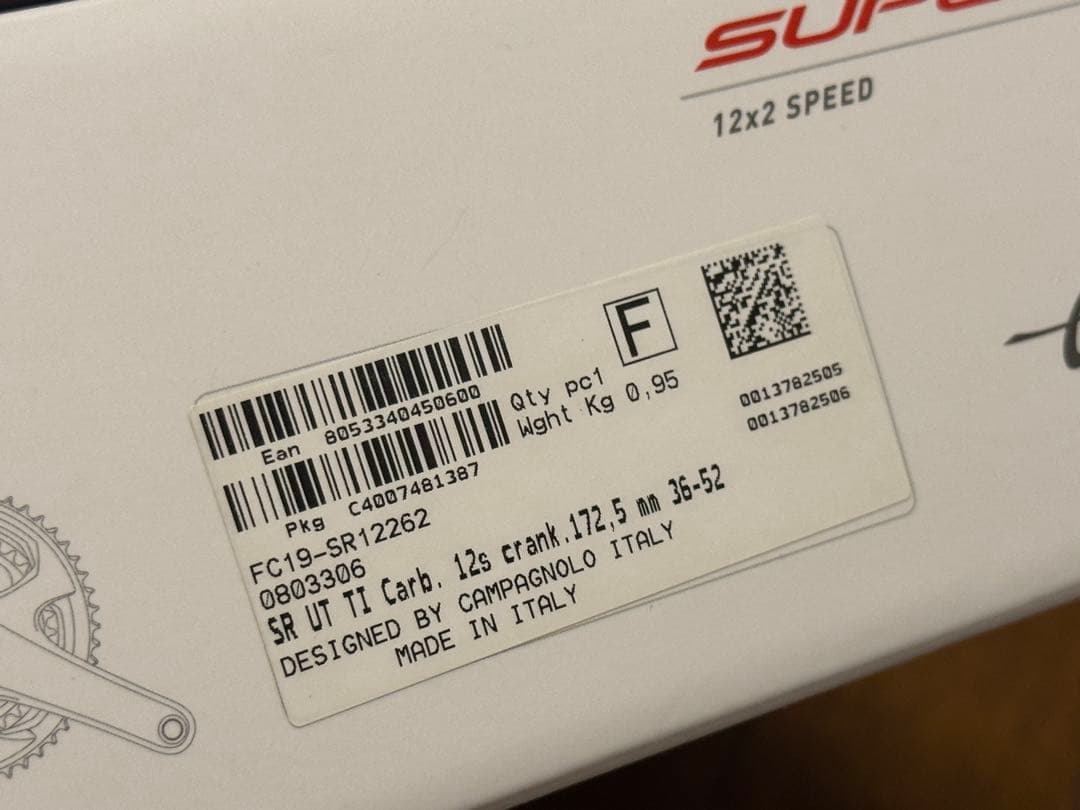 12x2 SPEED
F
Ean 8053340450600
Qty pc1
Wght Kg 0,95
Pkg C4007481387
0013782505
0013782506
FC19-SR12262
0803306
SR UT TI Carb. 12s crank.172,5 mm 36-52
DESIGNED BY CAMPAGNOLO ITALY
MADE IN ITALY